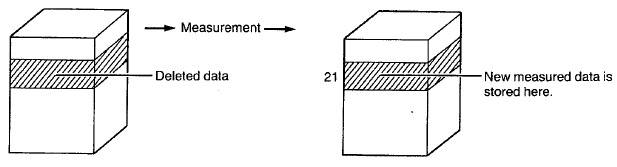 Measurement
Deleted data
21
New measured data is
stored here.